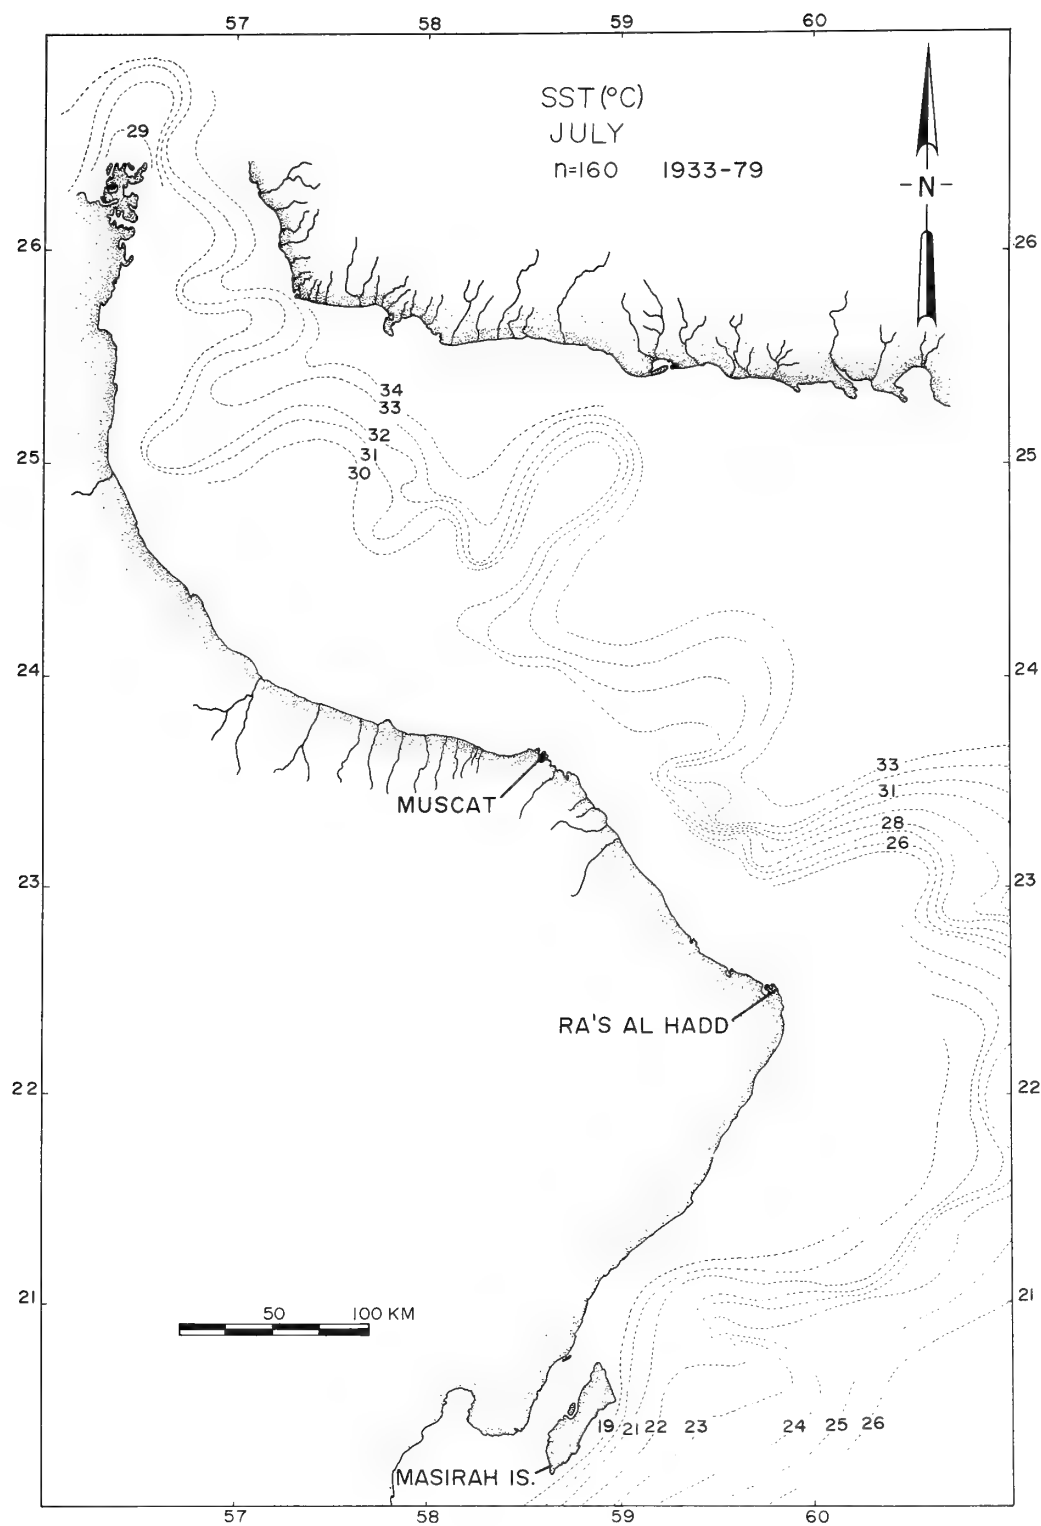 57 58 59 60
SST (°C)
JULY
n=160 1933-79
29
N
26 26
34
33
32
31
30
25 25
24 24
33
31
28
26
MUSCAT
23 23
RA'S AL HADD
22 22
21 21
50 100 KM
19 21 22 23 24 25 26
MASIRAH IS.
57 58 59 60